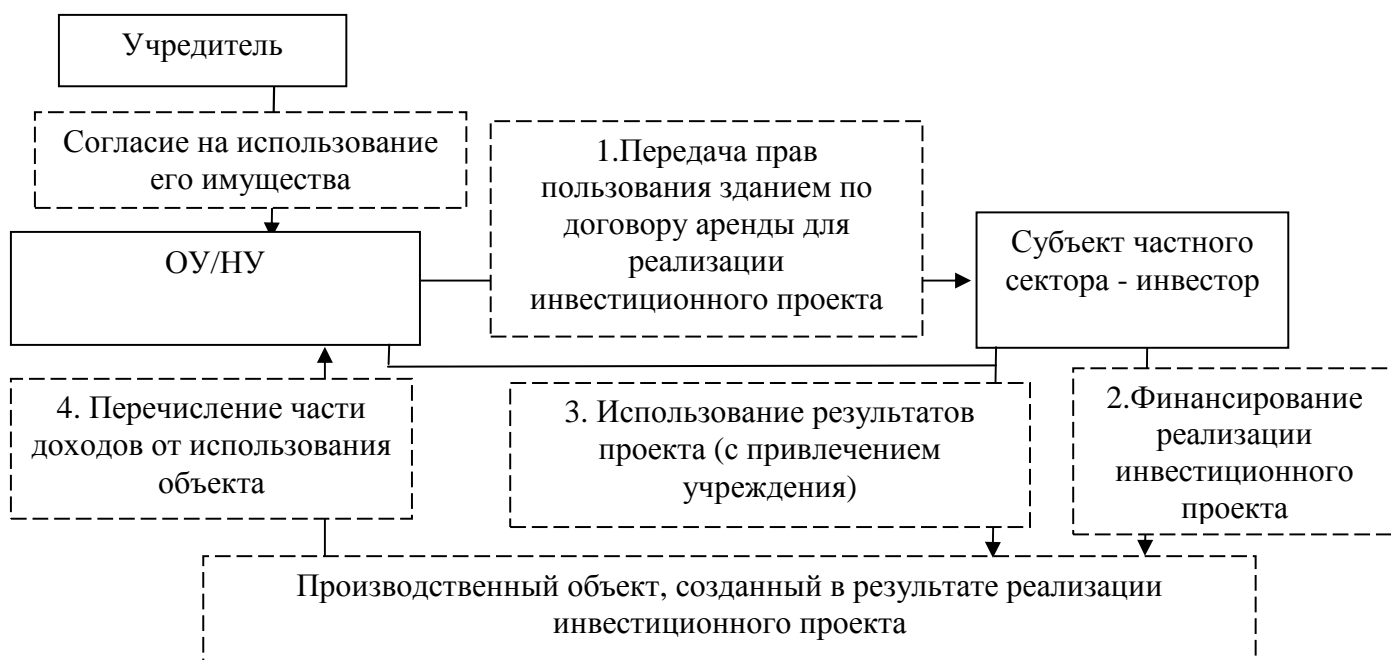 Учредитель
Согласие на использование
его имущества
1.Передача прав
пользования зданием по
договору аренды для
реализации
инвестиционного проекта
ОУ/НУ
Субъект частного
сектора - инвестор
4. Перечисление части
доходов от использования
объекта
3. Использование результатов
проекта (с привлечением
учреждения)
2.Финансирование
реализации
инвестиционного
проекта
Производственный объект, созданный в результате реализации
инвестиционного проекта